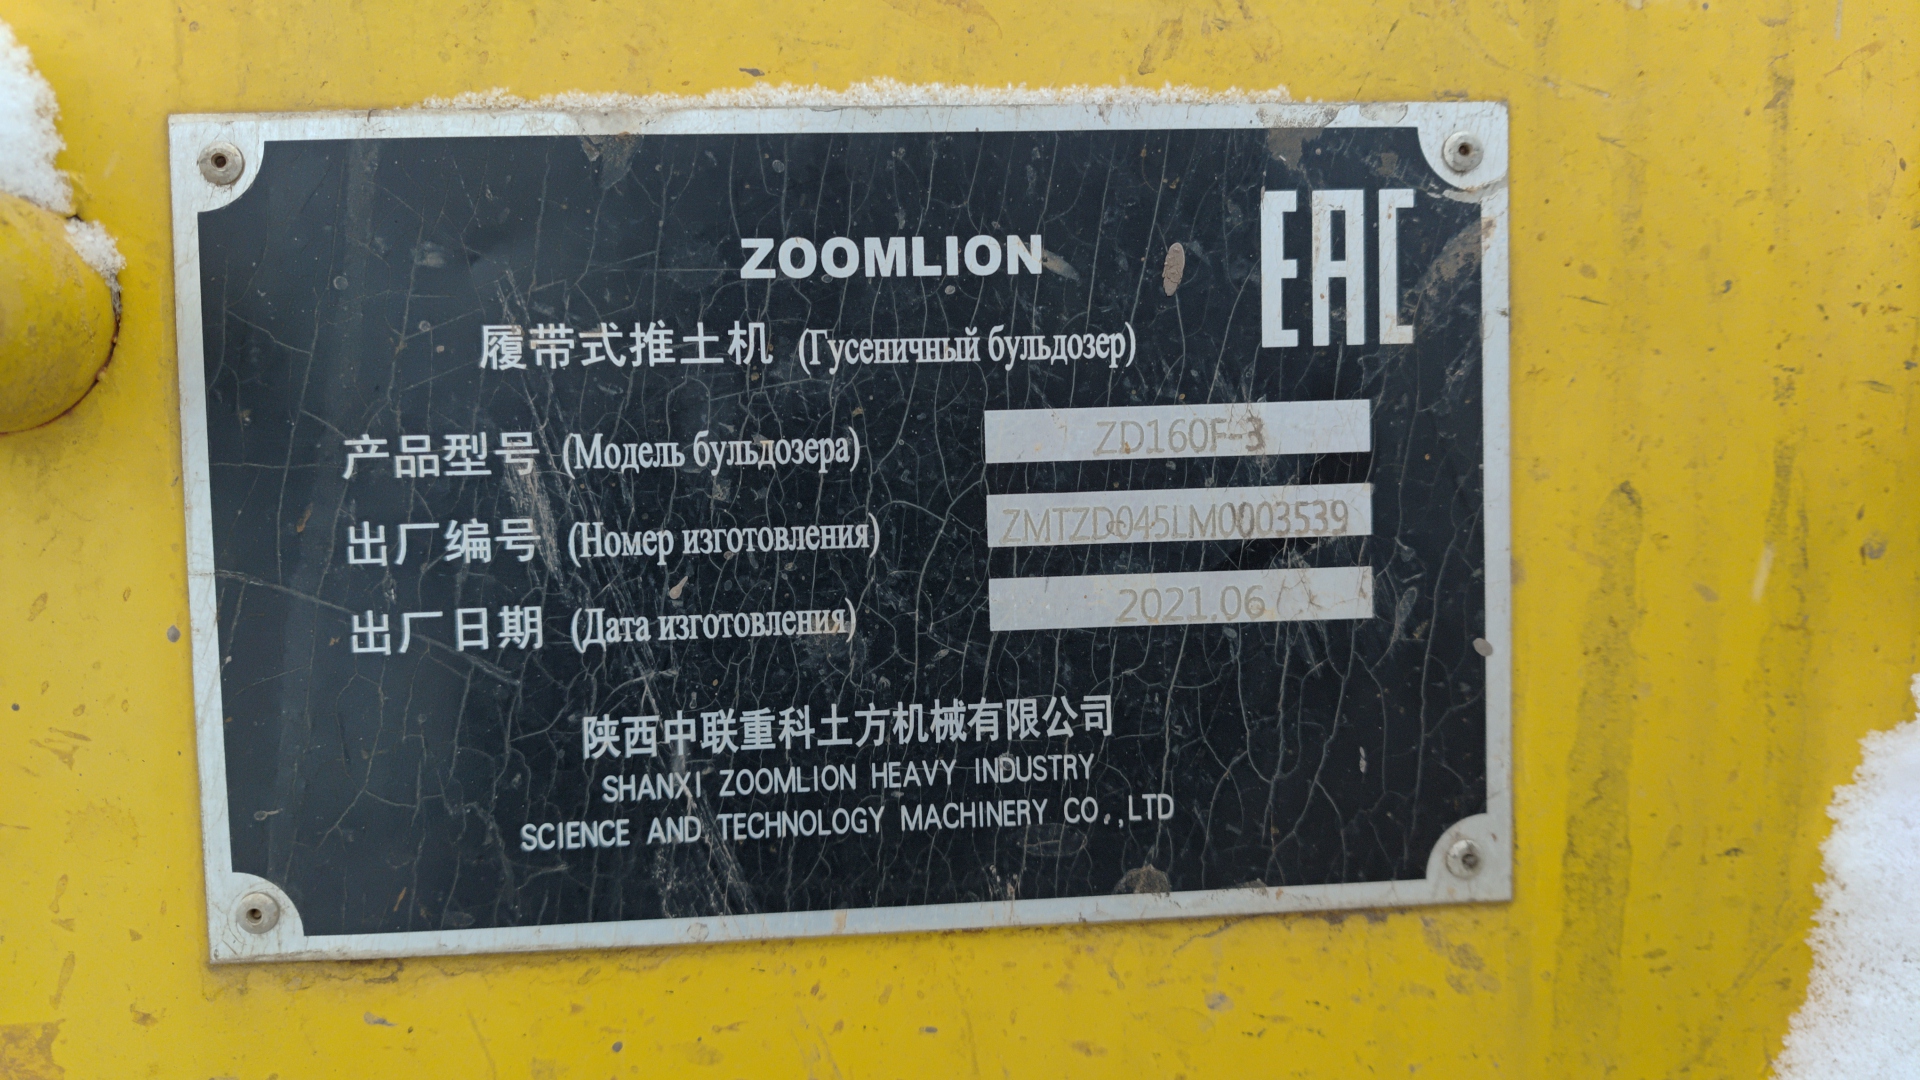 ZOOMLION
EAC
履带式推土机 (Гусеничный бульдозер)
产品型号 (Модель бульдозера) ZD160F-3
出厂编号 (Номер изготовления) ZMTZD045LM0003539
出厂日期 (Дата изготовления) 2021.06
陕西中联重科土方机械有限公司
SHANXI ZOOMLION HEAVY INDUSTRY
SCIENCE AND TECHNOLOGY MACHINERY CO.,LTD